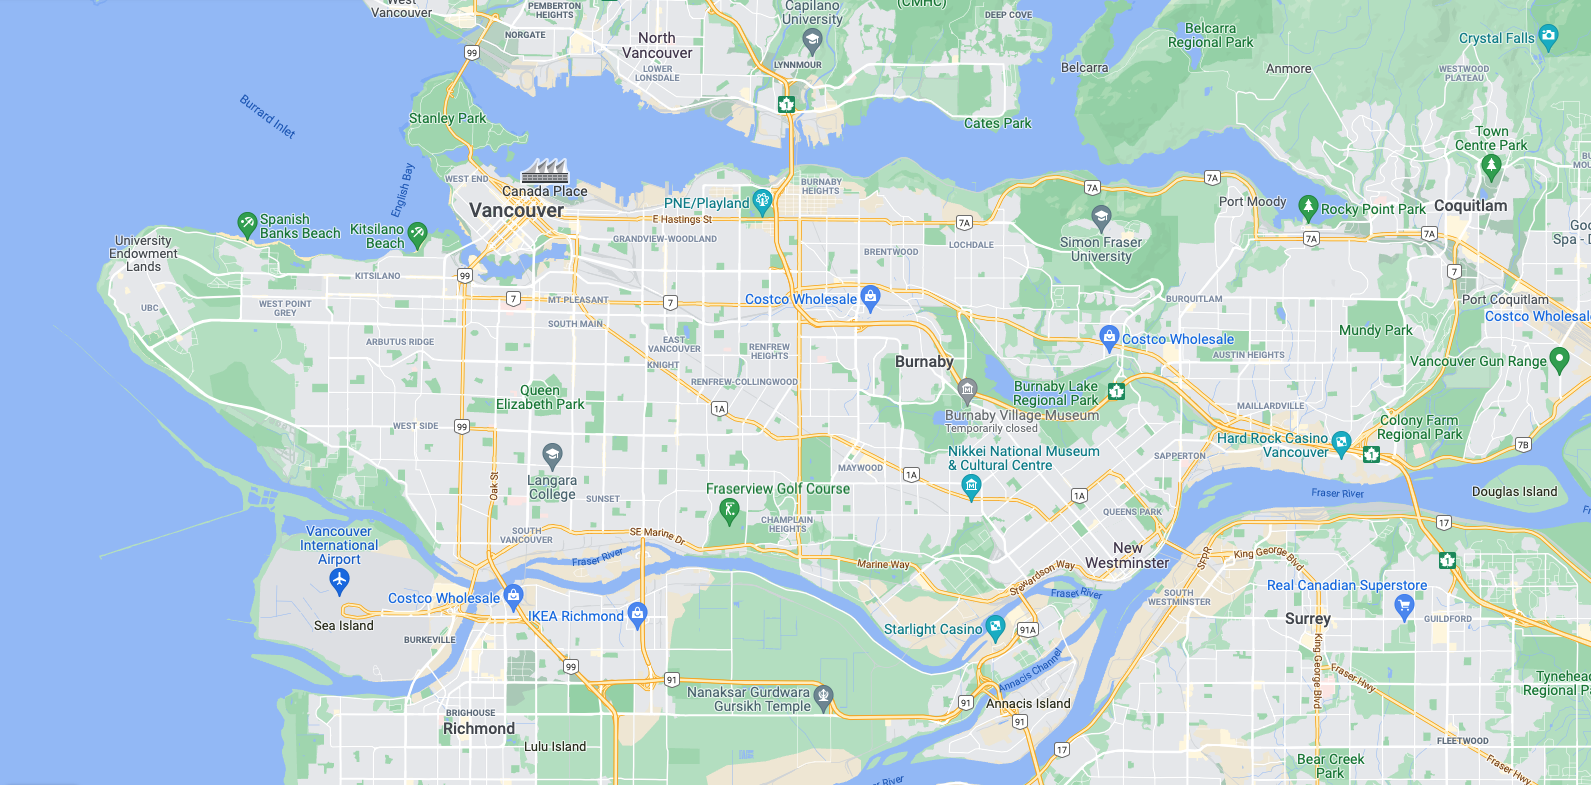 West
Vancouver
PEMBERTON
HEIGHTS
Capilano
University
(CMHC)
DEEP COVE
NORGATE
North
Vancouver
LYNNMOUR
LOWER
LONSDALE
99
1
Belcarra
Belcarra
Regional Park
Anmore
Crystal Falls
WESTWOOD
PLATEAU
Burrard Inlet
Stanley Park
Cates Park
Town
Centre Park
English Bay
WEST END
Canada Place
Vancouver
PNE/Playland
BURNABY
HEIGHTS
7A
7A
Port Moody
Rocky Point Park
Coquitlam
Spanish
Banks Beach
Kitsilano
Beach
E Hastings St
7A
7A
7A
University
Endowment
Lands
GRANDVIEW-WOODLAND
BRENTWOOD
LOCHDALE
Simon Fraser
University
KITSILANO
99
7
UBC
WEST POINT
GREY
7
MT PLEASANT
7
Costco Wholesale
BURQUITLAM
Port Coquitlam
Costco Wholesale
SOUTH MAIN
ARBUTUS RIDGE
EAST
VANCOUVER
RENFREW
HEIGHTS
KNIGHT
Burnaby
Costco Wholesale
Mundy Park
AUSTIN HEIGHTS
Vancouver Gun Range
RENFREW-COLLINGWOOD
Queen
Elizabeth Park
Burnaby Lake
Regional Park
1
1A
Burnaby Village Museum
Temporarily closed
MAILLARDVILLE
WEST SIDE
99
Colony Farm
Regional Park
Hard Rock Casino
Vancouver
1
7B
Nikkei National Museum
& Cultural Centre
SAPPERTON
MAYWOOD
1A
Langara
College
Oak St
SUNSET
Fraserview Golf Course
1A
Fraser River
Douglas Island
QUEENS PARK
CHAMPLAIN
HEIGHTS
17
Vancouver
International
Airport
SOUTH
VANCOUVER
SE Marine Dr
Fraser River
Marine Way
New
Westminster
SFPR
King George Blvd
1
Stewardson Way
Fraser River
Costco Wholesale
IKEA Richmond
SOUTH
WESTMINSTER
Real Canadian Superstore
Surrey
GUILDFORD
Sea Island
BURKEVILLE
Starlight Casino
91A
99
91
Annacis Channel
King George Blvd
Fraser Hwy
Nanaksar Gurdwara
Gursikh Temple
91
Annacis Island
91
BRIGHOUSE
Richmond
Lulu Island
17
FLEETWOOD
Bear Creek
Park
Fraser Hwy
River